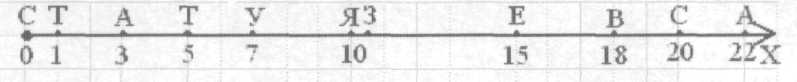 С Т А Т У Я З Е В С А
0 1 3 5 7 10 15 18 20 22 X